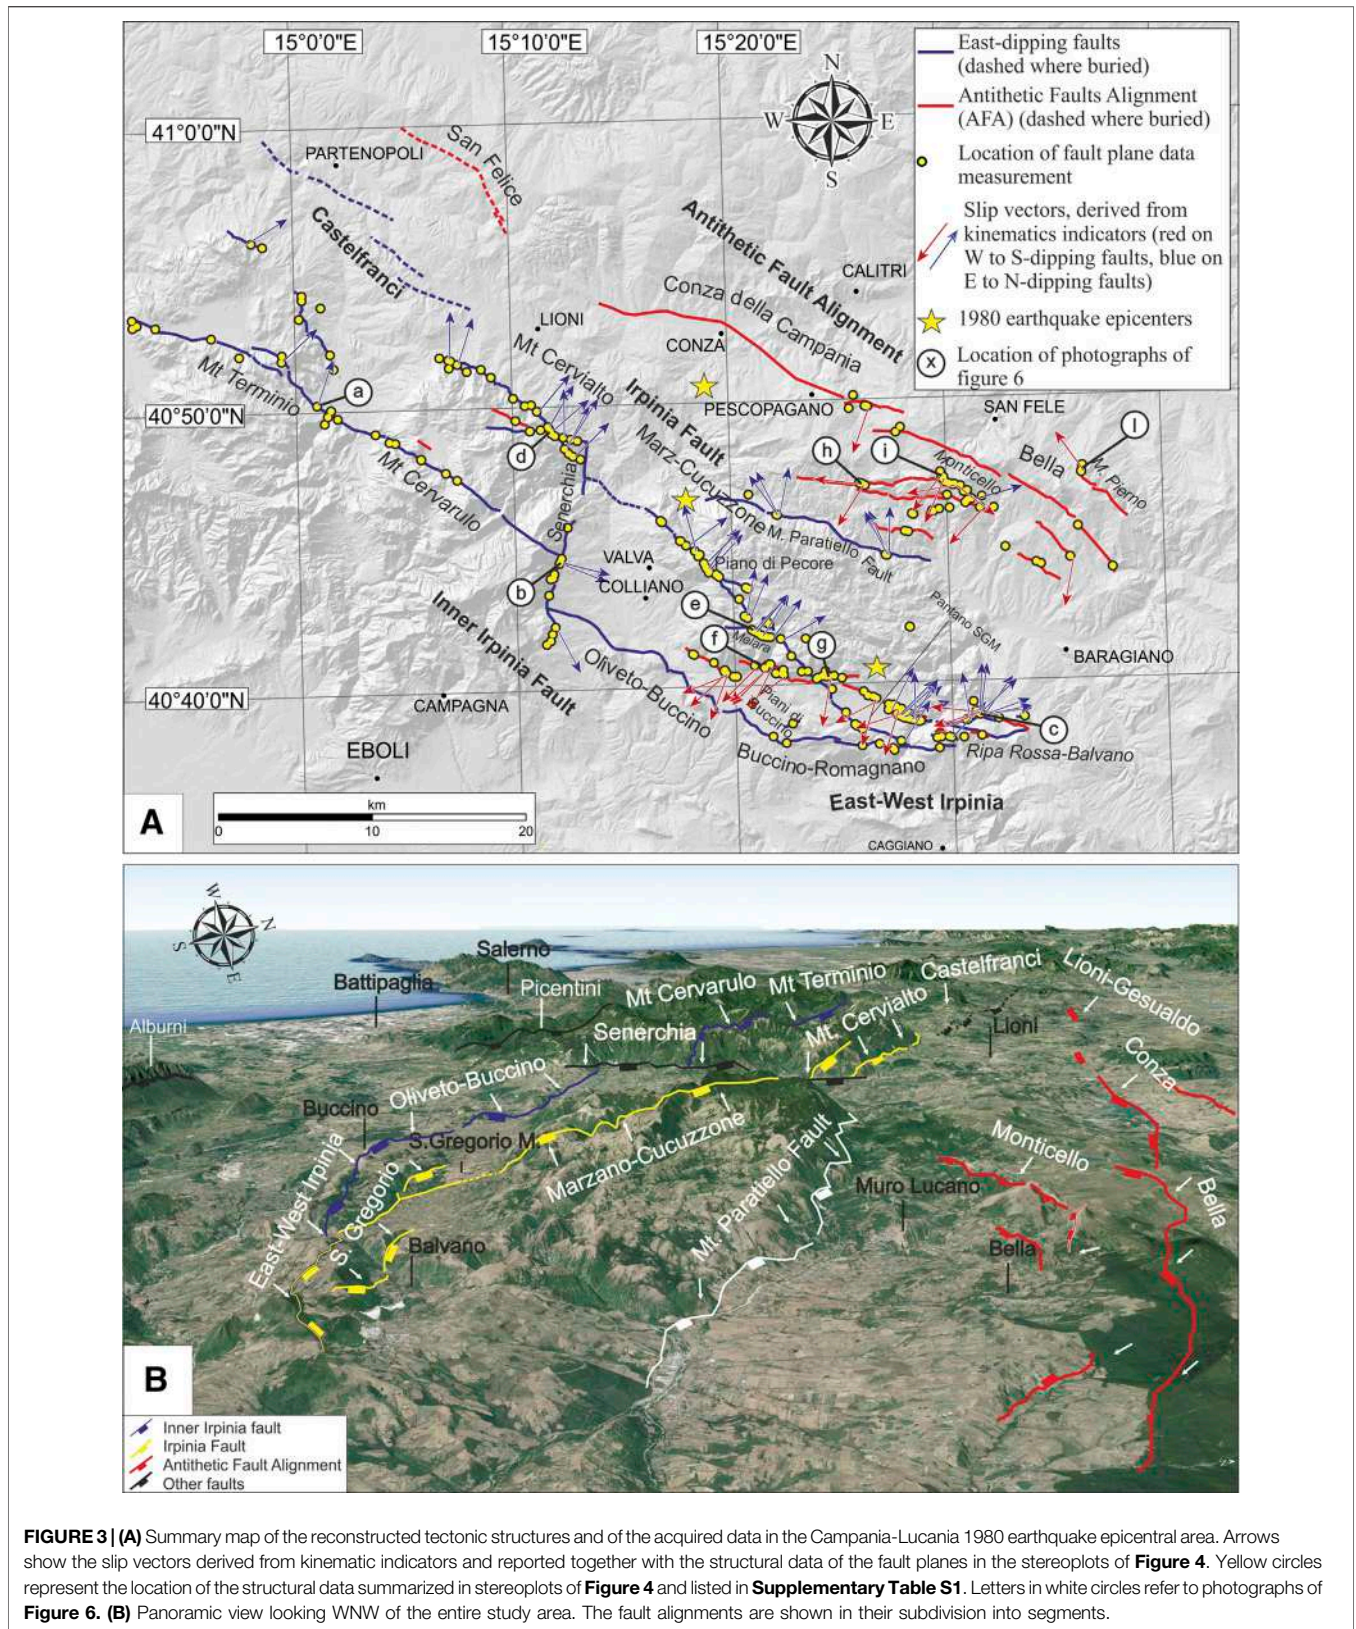 15°0'0"E
15°10'0"E
15°20'0"E
41°0'0"N
40°50'0"N
40°40'0"N
N
W
E
S
East-dipping faults
(dashed where buried)
Antithetic Faults Alignment
(AFA) (dashed where buried)
Location of fault plane data
measurement
Slip vectors, derived from
kinematics indicators (red on
W to S-dipping faults, blue on
E to N-dipping faults)
1980 earthquake epicenters
x
Location of photographs of
figure 6
PARTENOPOLI
San Felice
Castelfranci
Antithetic Fault Alignment
CALITRI
Conza della Campania
LIONI
CONZA
Mt Cervialto
Mt Terminio
a
Irpinia Fault
PESCOPAGANO
SAN FELE
l
Marz-Cucuzzone
h
i
Monticello
Bella
M. Pierno
d
Mt Cervarulo
Senerchia
M. Paratiello Fault
VALVA
Piano di Pecore
COLLIANO
b
e
Pantano SGM
Inner Irpinia Fault
f
Melara
g
BARAGIANO
Oliveto-Buccino
Piani di
Buccino
CAMPAGNA
c
EBOLI
Buccino-Romagnano
Ripa Rossa-Balvano
East-West Irpinia
km
0
10
20
CAGGIANO
A
W
N
S
E
Salerno
Battipaglia
Picentini
Mt Cervarulo
Mt Terminio
Castelfranci
Lioni-Gesualdo
Alburni
Senerchia
Mt. Cervialto
Lioni
Conza
Oliveto-Buccino
Buccino
S.Gregorio M.
Marzano-Cucuzzone
Mt. Paratiello Fault
Monticello
Muro Lucano
Bella
East-West Irpinia
S. Gregorio
Balvano
Bella
B
Inner Irpinia fault
Irpinia Fault
Antithetic Fault Alignment
Other faults
FIGURE 3 | (A) Summary map of the reconstructed tectonic structures and of the acquired data in the Campania-Lucania 1980 earthquake epicentral area. Arrows
show the slip vectors derived from kinematic indicators and reported together with the structural data of the fault planes in the stereoplots of Figure 4. Yellow circles
represent the location of the structural data summarized in stereoplots of Figure 4 and listed in Supplementary Table S1. Letters in white circles refer to photographs of
Figure 6. (B) Panoramic view looking WNW of the entire study area. The fault alignments are shown in their subdivision into segments.